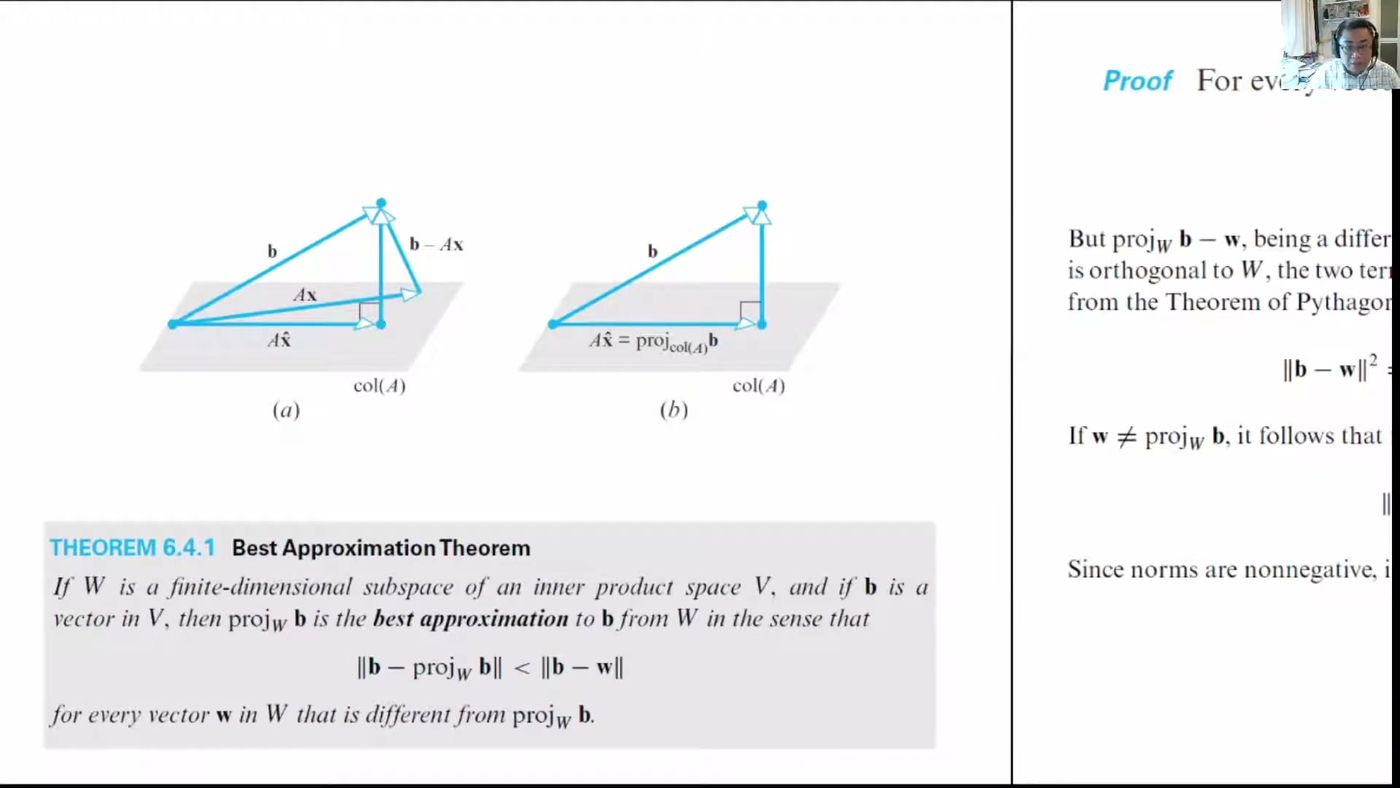 b
b – Ax
Ax
Ax̂
col(A)
(a)
b
Ax̂ = proj_col(A) b
col(A)
(b)
THEOREM 6.4.1 Best Approximation Theorem
If W is a finite-dimensional subspace of an inner product space V, and if b is a
vector in V, then proj_W b is the best approximation to b from W in the sense that
‖b − proj_W b‖ < ‖b − w‖
for every vector w in W that is different from proj_W b.
Proof For
But proj_W b − w, being a differ
is orthogonal to W, the two ter
from the Theorem of Pythagor
‖b − w‖²
If w ≠ proj_W b, it follows that
‖
Since norms are nonnegative, i